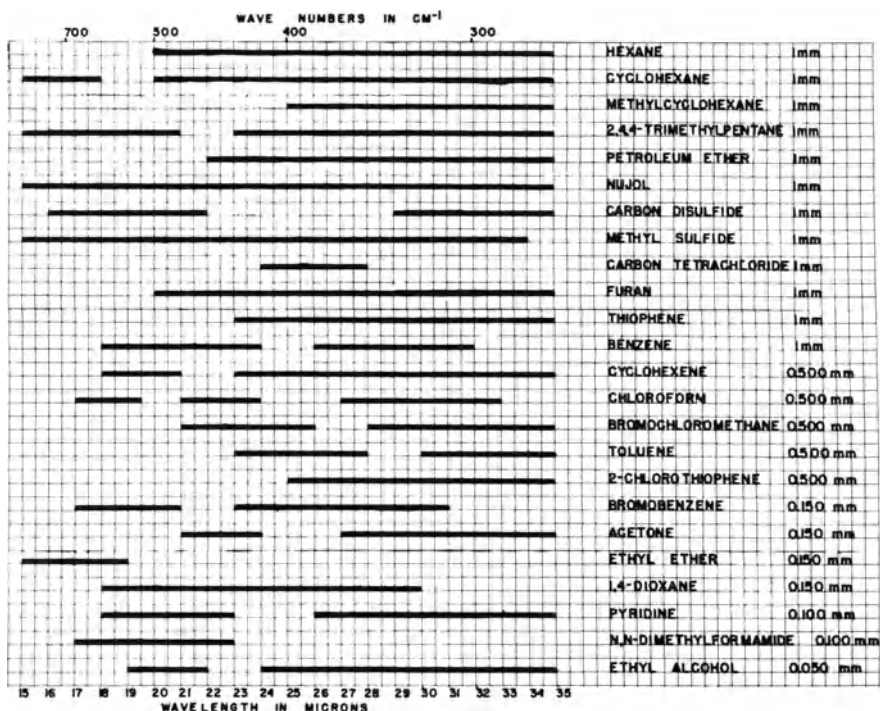 WAVE NUMBERS IN CM-1
700 500 400 300
HEXANE 1mm
CYCLOHEXANE 1mm
METHYLCYCLOHEXANE 1mm
2,4,4-TRIMETHYLPENTANE 1mm
PETROLEUM ETHER 1mm
NUJOL 1mm
CARBON DISULFIDE 1mm
METHYL SULFIDE 1mm
CARBON TETRACHLORIDE 1mm
FURAN 1mm
THIOPHENE 1mm
BENZENE 1mm
CYCLOHEXENE 0.500 mm
CHLOROFORM 0.500 mm
BROMOCHLOROMETHANE 0.500 mm
TOLUENE 0.500 mm
2-CHLOROTHIOPHENE 0.500 mm
BROMOBENZENE 0.150 mm
ACETONE 0.150 mm
ETHYL ETHER 0.150 mm
1,4-DIOXANE 0.150 mm
PYRIDINE 0.100 mm
N,N-DIMETHYLFORMAMIDE 0.100 mm
ETHYL ALCOHOL 0.050 mm
15 16 17 18 19 20 21 22 23 24 25 26 27 28 29 30 31 32 33 34 35
WAVELENGTH IN MICRONS